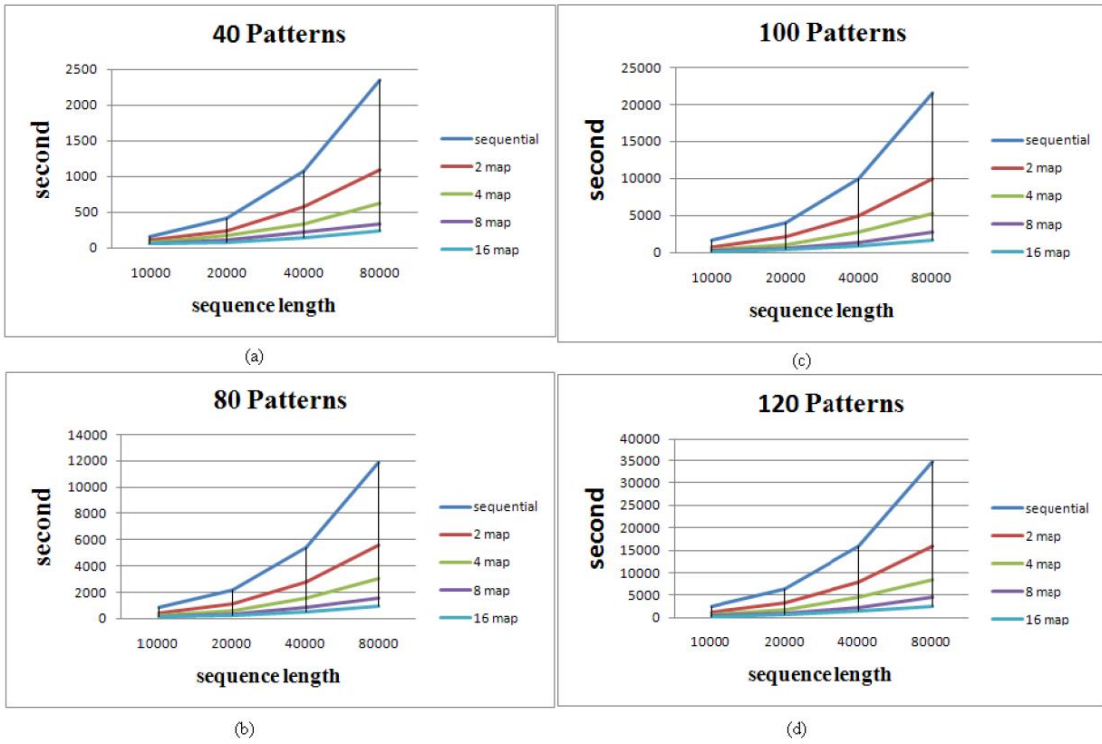 40 Patterns
2500
2000
1500
1000
500
0
second
10000 20000 40000 80000
sequence length
sequential
2 map
4 map
8 map
16 map
(a)
100 Patterns
25000
20000
15000
10000
5000
0
second
10000 20000 40000 80000
sequence length
sequential
2 map
4 map
8 map
16 map
(c)
80 Patterns
14000
12000
10000
8000
6000
4000
2000
0
second
10000 20000 40000 80000
sequence length
sequential
2 map
4 map
8 map
16 map
(b)
120 Patterns
40000
35000
30000
25000
20000
15000
10000
5000
0
second
10000 20000 40000 80000
sequence length
sequential
2 map
4 map
8 map
16 map
(d)